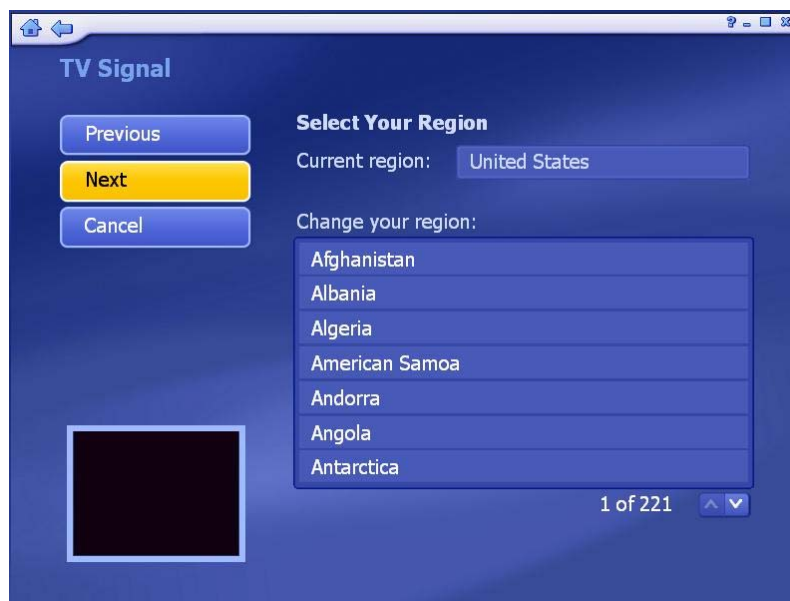 TV Signal
Previous
Next
Cancel
Select Your Region
Current region: United States
Change your region:
Afghanistan
Albania
Algeria
American Samoa
Andorra
Angola
Antarctica
1 of 221